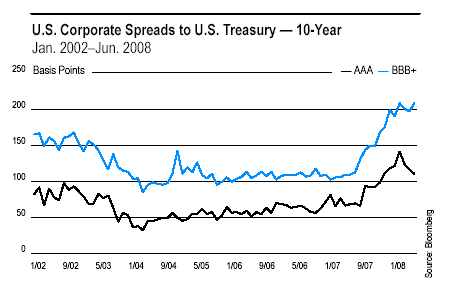 U.S. Corporate Spreads to U.S. Treasury — 10-Year
Jan. 2002–Jun. 2008
250 Basis Points — AAA — BBB+
200
150
100
50
0
1/02 9/02 5/03 1/04 9/04 5/05 1/06 9/06 5/07 9/07 1/08
Source: Bloomberg